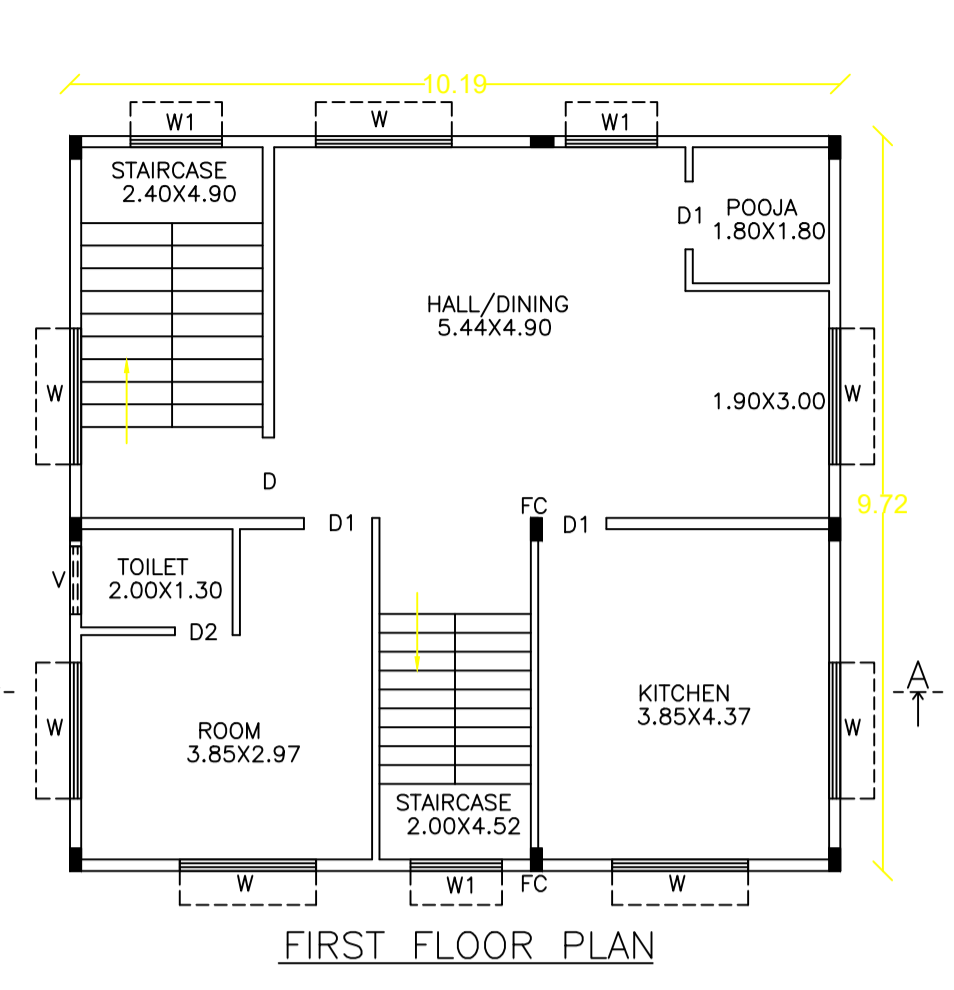 10.19
W1
W
W1
STAIRCASE
2.40X4.90
D1
POOJA
1.80X1.80
HALL/DINING
5.44X4.90
W
1.90X3.00
W
D
9.72
D1
FC
D1
V
TOILET
2.00X1.30
D2
A
KITCHEN
3.85X4.37
W
ROOM
3.85X2.97
W
STAIRCASE
2.00X4.52
W
W1
FC
W
FIRST FLOOR PLAN